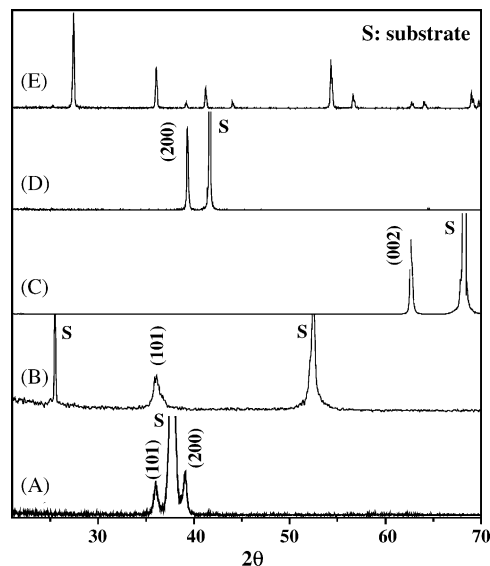 S: substrate
(E)
(200)
S
(D)
(002)
S
(C)
S
(101)
S
(B)
S
(101)
(200)
(A)
30
40
50
60
70
2θ